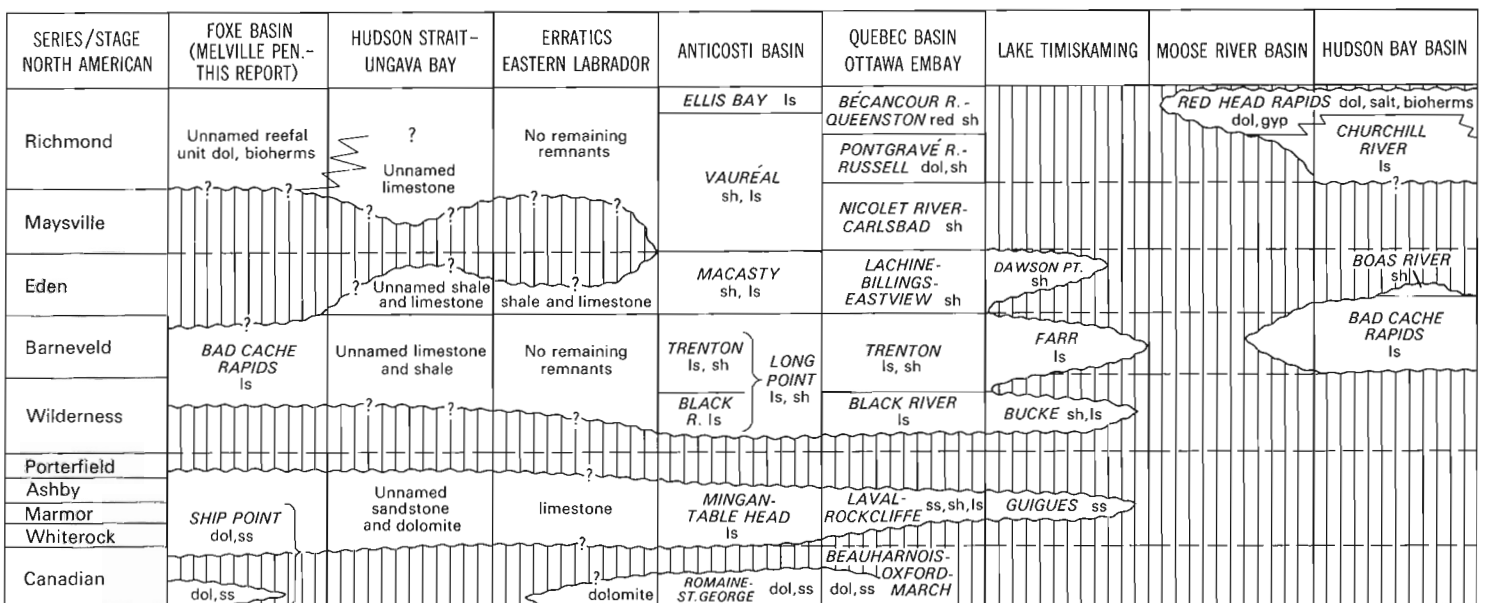 SERIES/STAGE
NORTH AMERICAN
FOXE BASIN
(MELVILLE PEN.-
THIS REPORT)
HUDSON STRAIT-
UNGAVA BAY
ERRATICS
EASTERN LABRADOR
ANTICOSTI BASIN
QUEBEC BASIN
OTTAWA EMBAY
LAKE TIMISKAMING
MOOSE RIVER BASIN
HUDSON BAY BASIN
Richmond
Maysville
Eden
Barneveld
Wilderness
Porterfield
Ashby
Marmor
Whiterock
Canadian
Unnamed reefal
unit dol, bioherms
?
?
?
BAD CACHE
RAPIDS
ls
SHIP POINT
dol,ss
dol,ss
?
Unnamed
limestone
?
?
?
?
Unnamed shale
and limestone
Unnamed limestone
and shale
?
?
Unnamed
sandstone
and dolomite
No remaining
remnants
?
?
?
shale and limestone
No remaining
remnants
?
?
limestone
?
?
dolomite
ELLIS BAY ls
VAURÉAL
sh, ls
MACASTY
sh, ls
TRENTON
ls, sh
LONG
POINT
ls, sh
BLACK
R. ls
MINGAN-
TABLE HEAD
ls
ROMAINE-
ST.GEORGE dol,ss
BÉCANCOUR R.-
QUEENSTON red sh
PONTGRAVÉ R.-
RUSSELL dol,sh
NICOLET RIVER-
CARLSBAD sh
LACHINE-
BILLINGS-
EASTVIEW sh
TRENTON
ls, sh
BLACK RIVER
ls
LAVAL-
ROCKCLIFFE ss,sh,ls
BEAUHARNOIS-
OXFORD-
dol,ss MARCH
DAWSON PT.
sh
FARR
ls
BUCKE sh,ls
GUIGUES ss
RED HEAD RAPIDS dol, salt, bioherms
dol,gyp
CHURCHILL
RIVER
ls
?
BOAS RIVER
sh
BAD CACHE
RAPIDS
ls